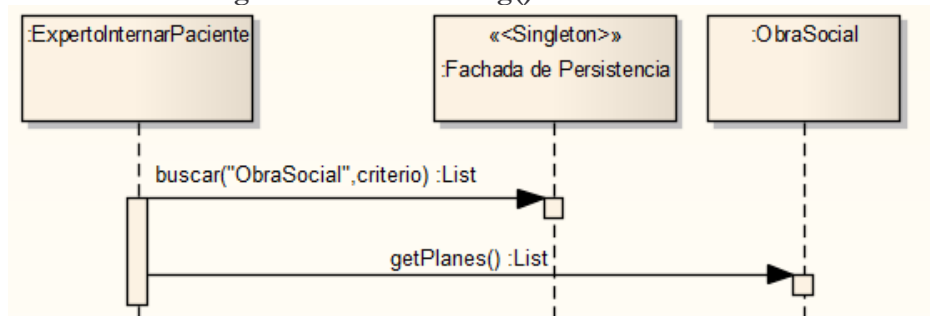 g()
:ExpertoInternarPaciente
«<Singleton>»
:Fachada de Persistencia
:ObraSocial
buscar("ObraSocial",criterio) :List
getPlanes() :List